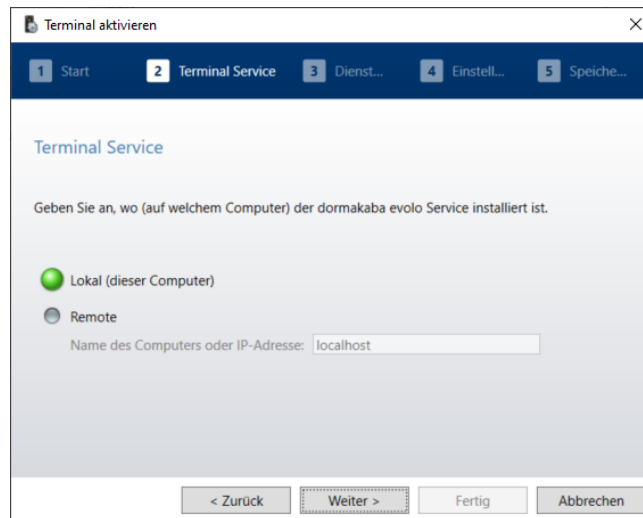 Terminal aktivieren
1 Start 2 Terminal Service 3 Dienst... 4 Einstell... 5 Speiche...
Terminal Service
Geben Sie an, wo (auf welchem Computer) der dormakaba evolo Service installiert ist.
Lokal (dieser Computer)
Remote
Name des Computers oder IP-Adresse: localhost
< Zurück Weiter > Fertig Abbrechen